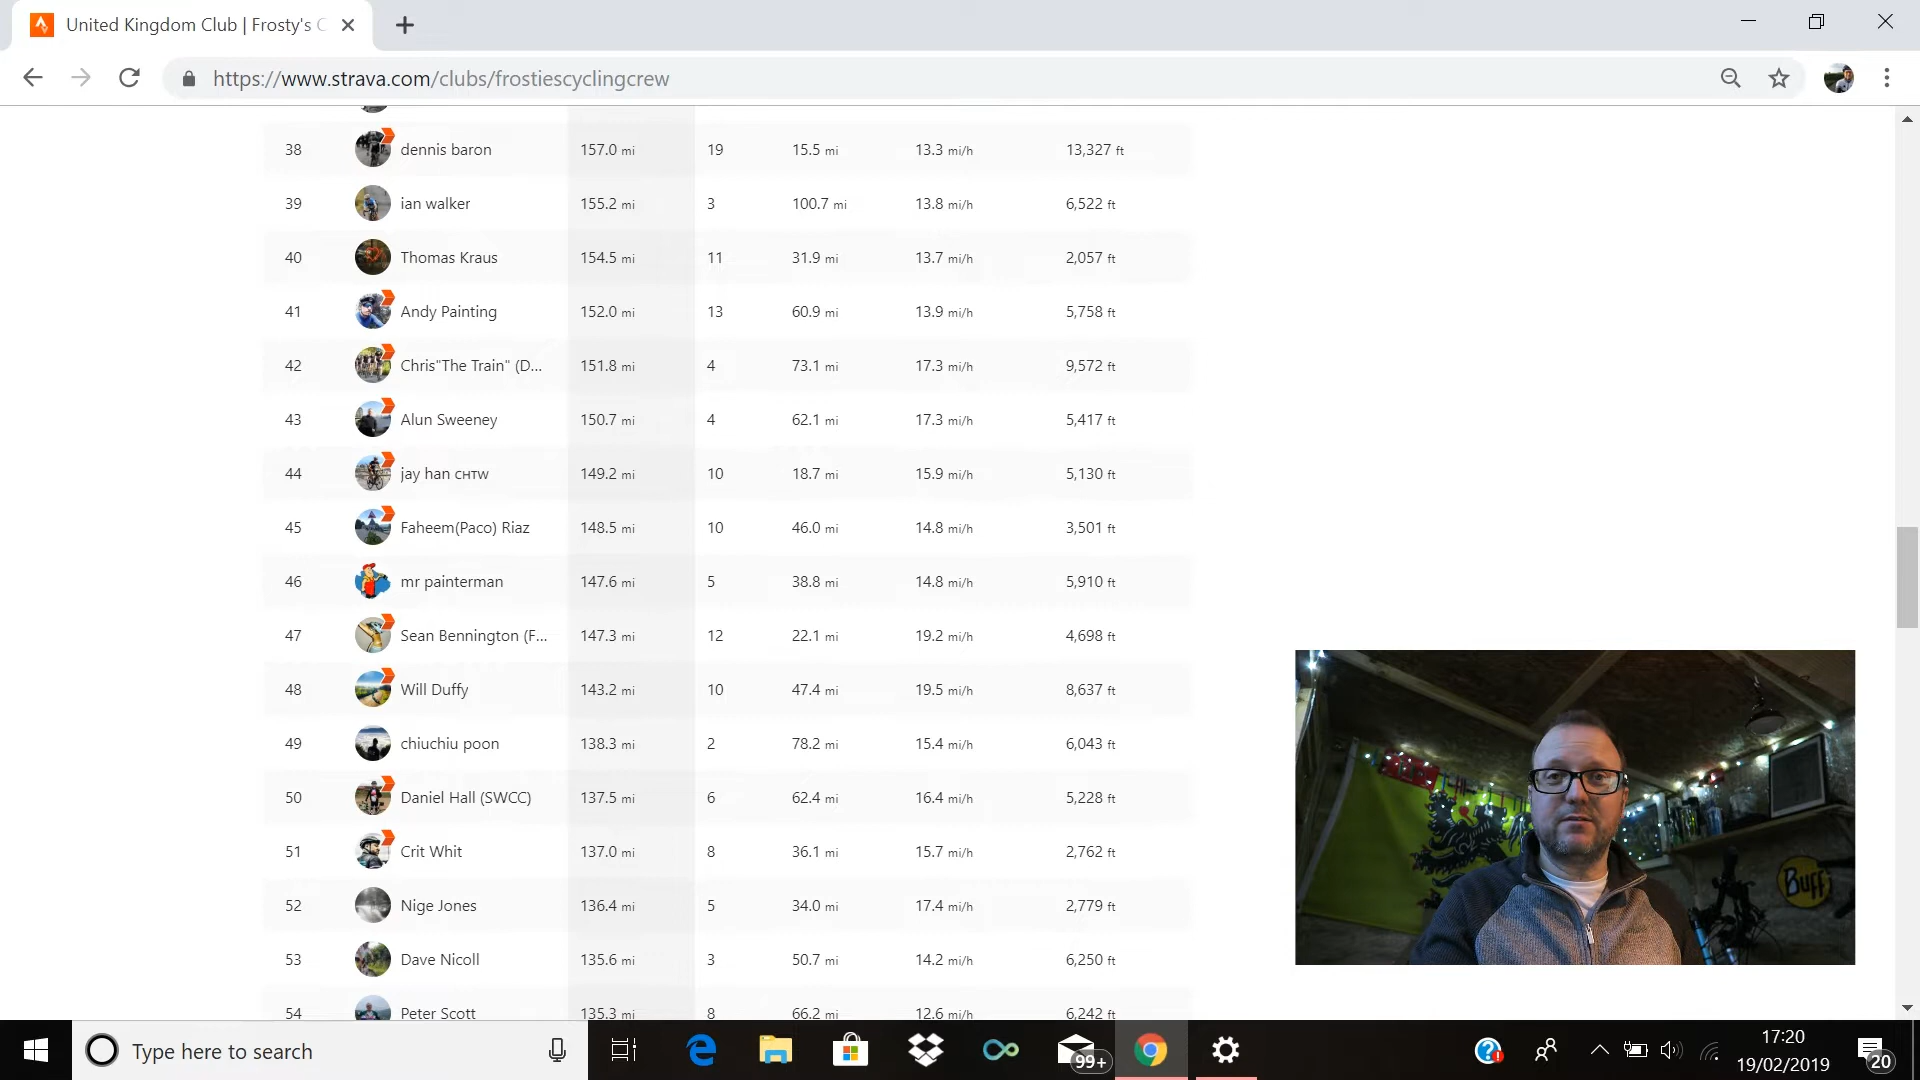 United Kingdom Club | Frosty's C
https://www.strava.com/clubs/frostiescyclingcrew
38 dennis baron 157.0 mi 19 15.5 mi 13.3 mi/h 13,327 ft
39 ian walker 155.2 mi 3 100.7 mi 13.8 mi/h 6,522 ft
40 Thomas Kraus 154.5 mi 11 31.9 mi 13.7 mi/h 2,057 ft
41 Andy Painting 152.0 mi 13 60.9 mi 13.9 mi/h 5,758 ft
42 Chris"The Train" (D... 151.8 mi 4 73.1 mi 17.3 mi/h 9,572 ft
43 Alun Sweeney 150.7 mi 4 62.1 mi 17.3 mi/h 5,417 ft
44 jay han CHTW 149.2 mi 10 18.7 mi 15.9 mi/h 5,130 ft
45 Faheem(Paco) Riaz 148.5 mi 10 46.0 mi 14.8 mi/h 3,501 ft
46 mr painterman 147.6 mi 5 38.8 mi 14.8 mi/h 5,910 ft
47 Sean Bennington (F... 147.3 mi 12 22.1 mi 19.2 mi/h 4,698 ft
48 Will Duffy 143.2 mi 10 47.4 mi 19.5 mi/h 8,637 ft
49 chiuchiu poon 138.3 mi 2 78.2 mi 15.4 mi/h 6,043 ft
50 Daniel Hall (SWCC) 137.5 mi 6 62.4 mi 16.4 mi/h 5,228 ft
51 Crit Whit 137.0 mi 8 36.1 mi 15.7 mi/h 2,762 ft
52 Nige Jones 136.4 mi 5 34.0 mi 17.4 mi/h 2,779 ft
53 Dave Nicoll 135.6 mi 3 50.7 mi 14.2 mi/h 6,250 ft
54 Peter Scott 135.3 mi 8 66.2 mi 12.6 mi/h 6,242 ft
BUFF
Type here to search
99+
17:20
19/02/2019
20